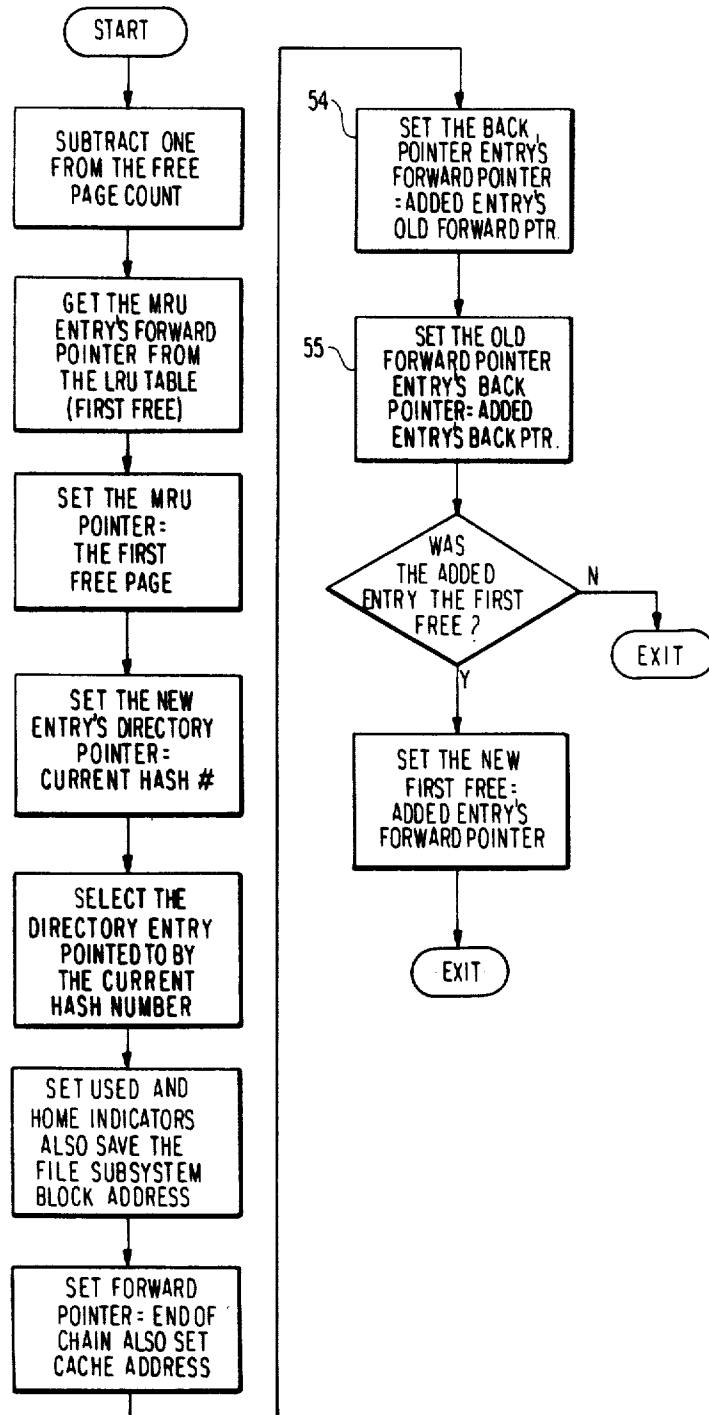 START
SUBTRACT ONE
FROM THE FREE
PAGE COUNT
GET THE MRU
ENTRY'S FORWARD
POINTER FROM
THE LRU TABLE
(FIRST FREE)
SET THE MRU
POINTER=
THE FIRST
FREE PAGE
SET THE NEW
ENTRY'S DIRECTORY
POINTER=
CURRENT HASH #
SELECT THE
DIRECTORY ENTRY
POINTED TO BY
THE CURRENT
HASH NUMBER
SET USED AND
HOME INDICATORS
ALSO SAVE THE
FILE SUBSYSTEM
BLOCK ADDRESS
SET FORWARD
POINTER= END OF
CHAIN ALSO SET
CACHE ADDRESS
54
SET THE BACK
POINTER ENTRY'S
FORWARD POINTER
=ADDED ENTRY'S
OLD FORWARD PTR.
55
SET THE OLD
FORWARD POINTER
ENTRY'S BACK
POINTER=ADDED
ENTRY'S BACK PTR.
WAS
THE ADDED
ENTRY THE FIRST
FREE?
N
EXIT
Y
SET THE NEW
FIRST FREE=
ADDED ENTRY'S
FORWARD POINTER
EXIT